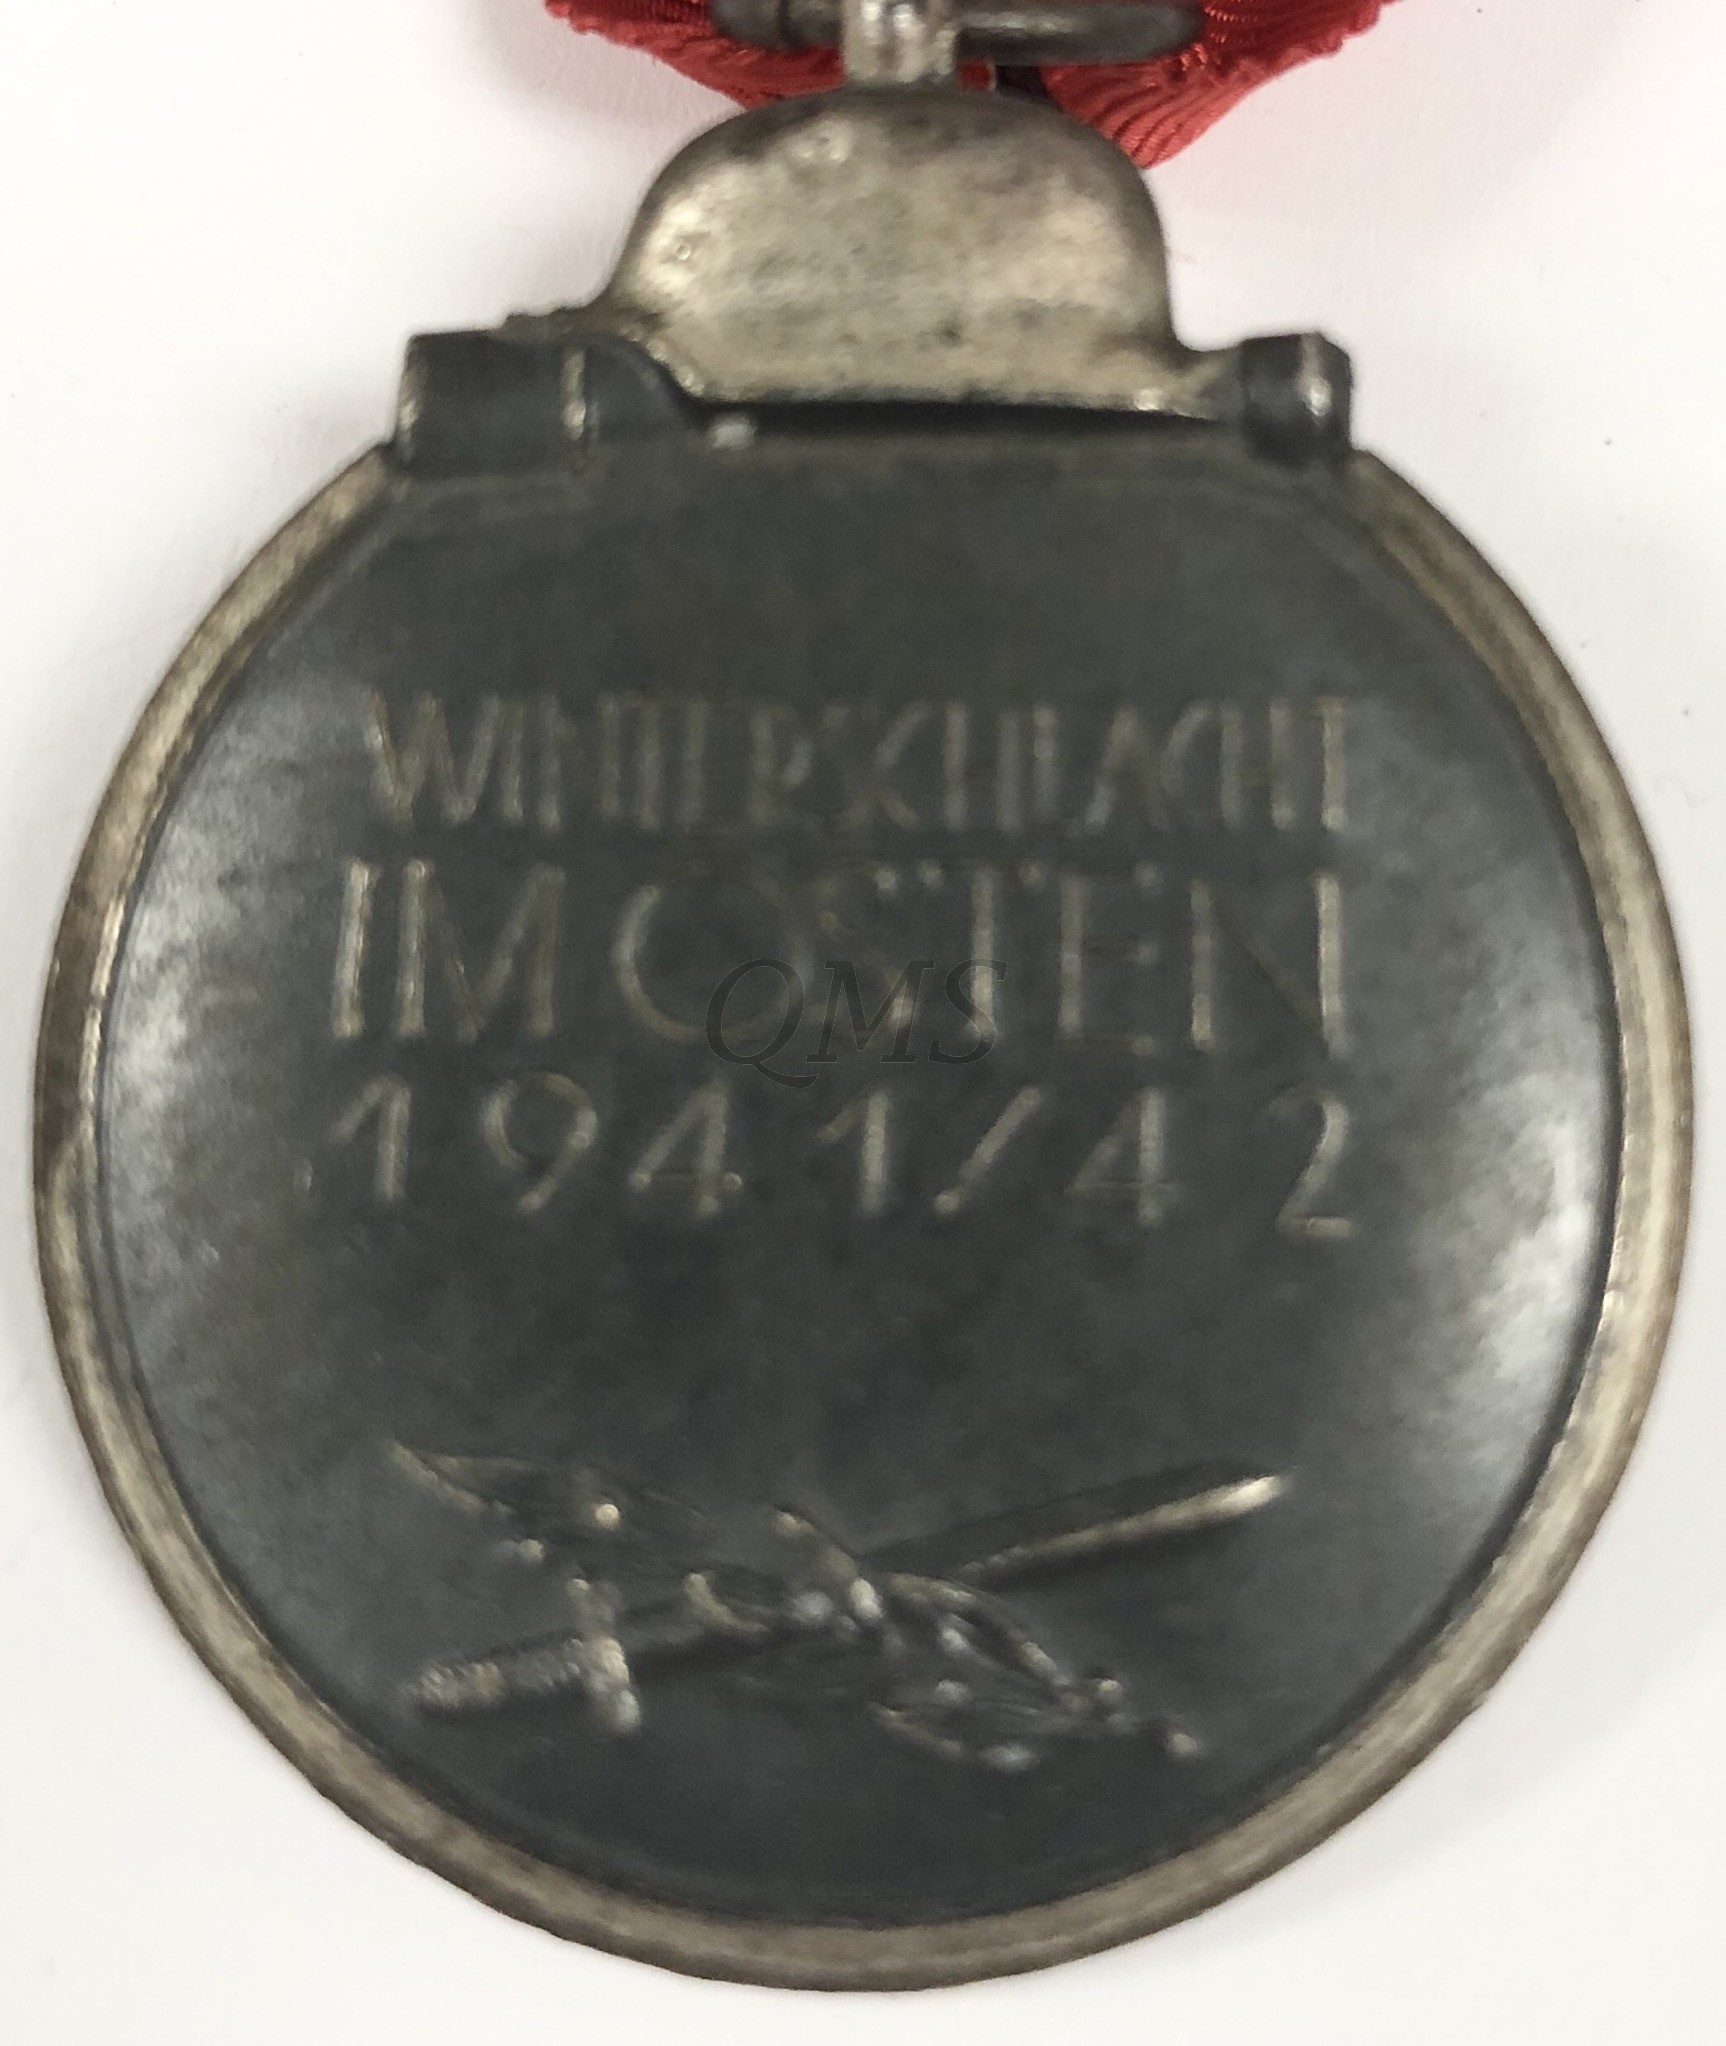 WINTERSCHLACHT
IM OSTEN
1941/42
QMS